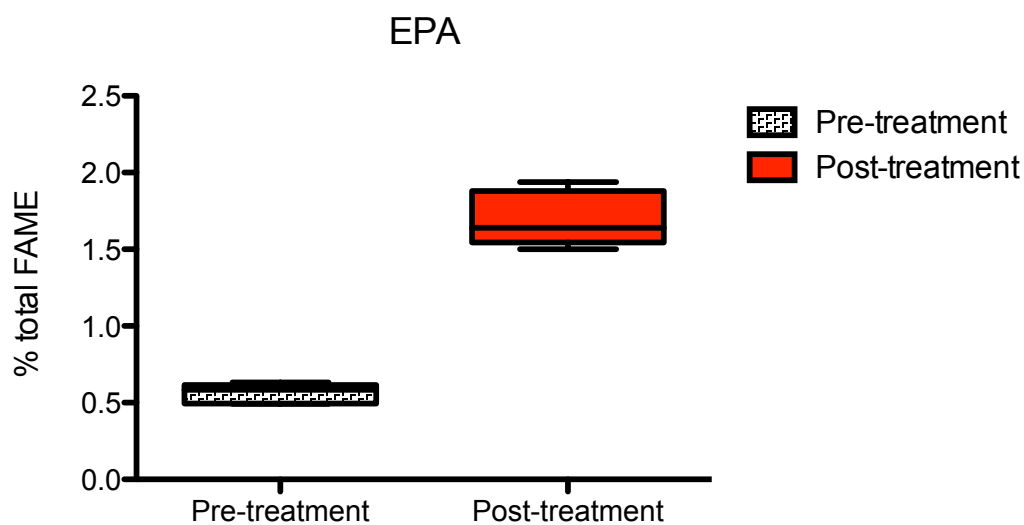 EPA
% total FAME
2.5
2.0
1.5
1.0
0.5
0.0
Pre-treatment
Post-treatment
Pre-treatment
Post-treatment